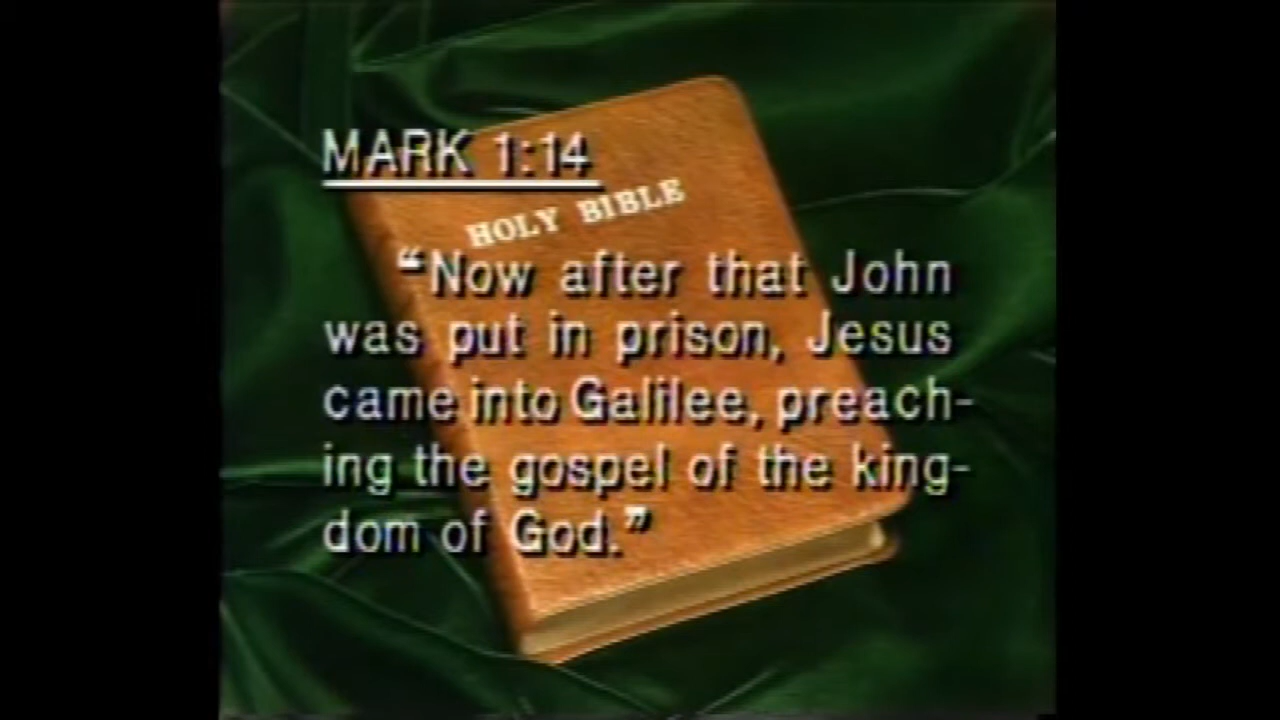 MARK 1:14
HOLY BIBLE
“Now after that John
was put in prison, Jesus
came into Galilee, preach-
ing the gospel of the king-
dom of God.”